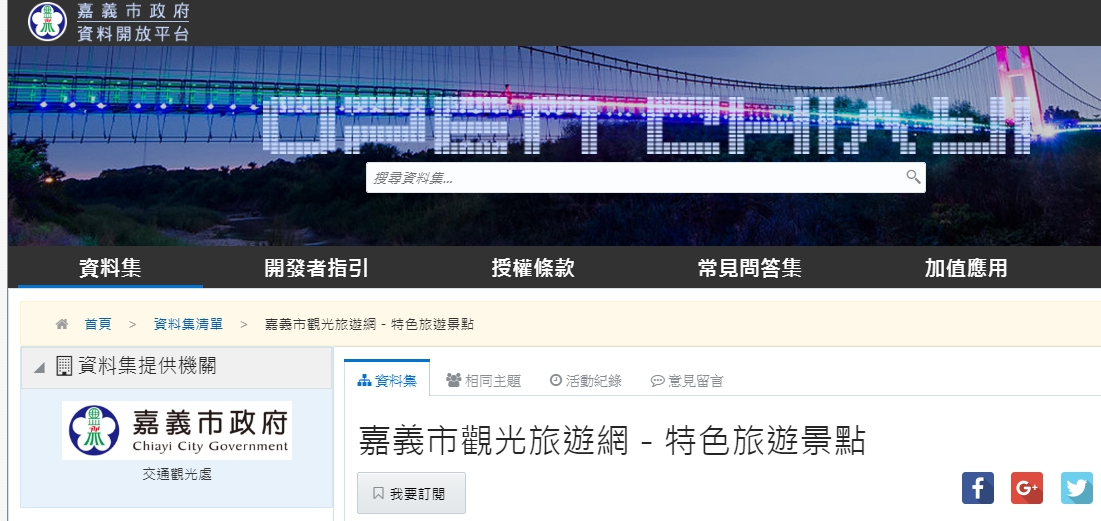 嘉義市政府
資料開放平台
OPEN CHIAYI
搜尋資料集...
資料集
開發者指引
授權條款
常見問答集
加值應用
首頁 > 資料集清單 > 嘉義市觀光旅遊網 - 特色旅遊景點
資料集提供機關
嘉義市政府
Chiayi City Government
交通觀光處
資料集
相同主題
活動紀錄
意見留言
嘉義市觀光旅遊網 - 特色旅遊景點
我要訂閱
f
G+